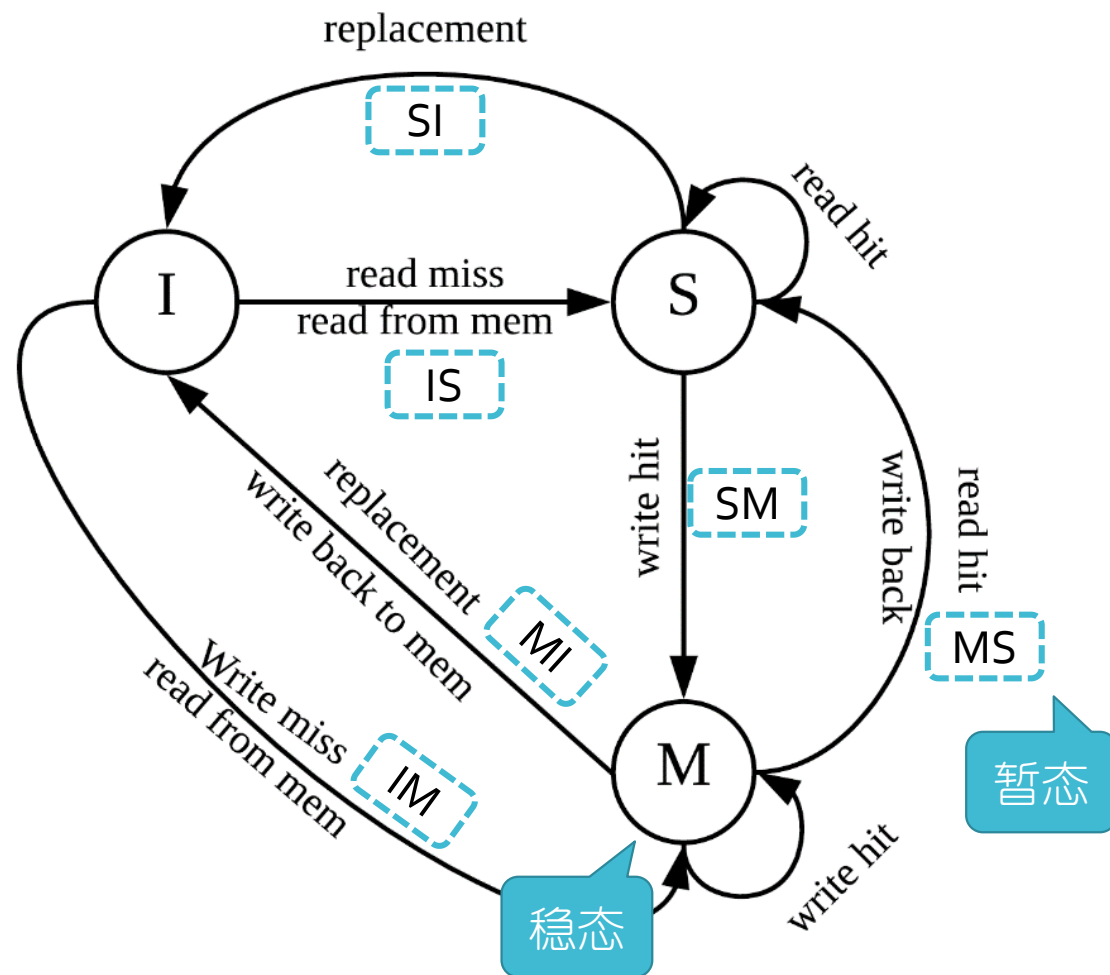 replacement
SI
read hit
I
read miss
read from mem
S
IS
write hit
SM
write back
read hit
replacement
write back to mem
MI
MS
Write miss
read from mem
IM
M
暂态
write hit
稳态